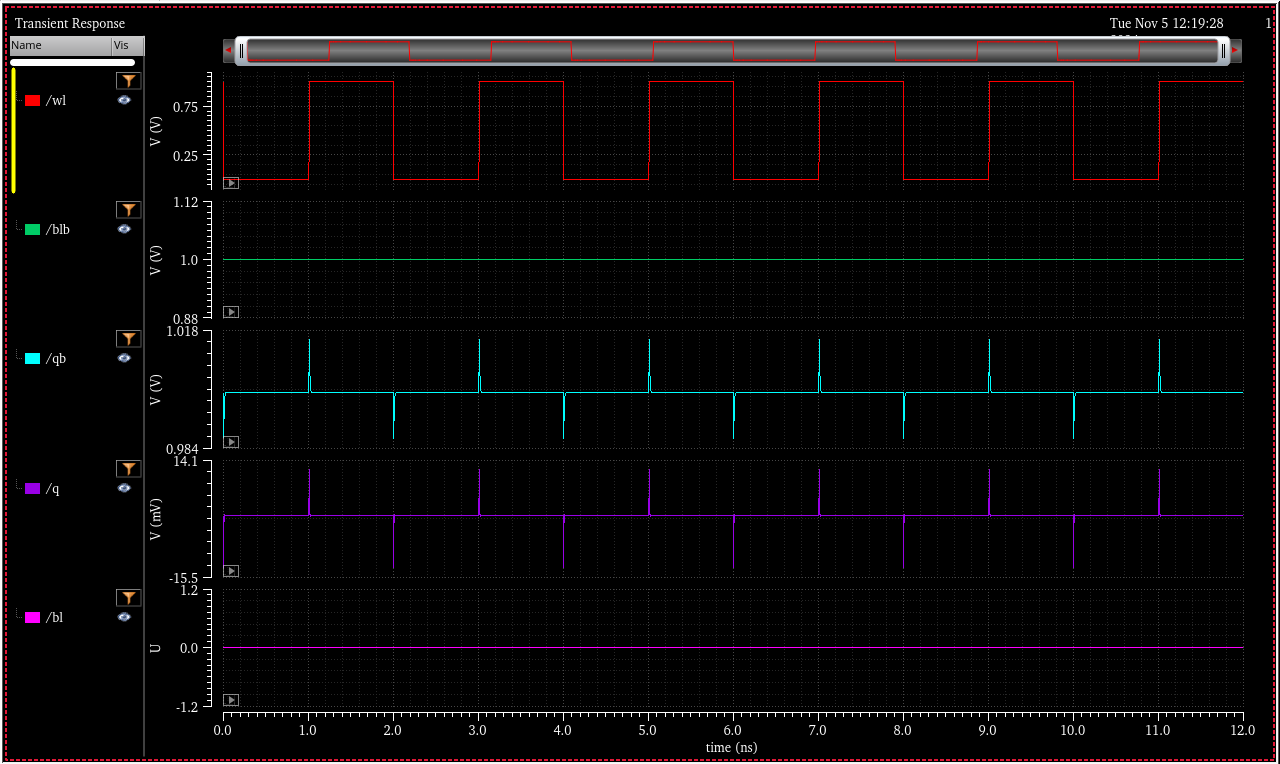 Transient Response
Tue Nov 5 12:19:28
1
Name Vis
/wl
V (V)
0.75
0.25
/blb
V (V)
1.12
1.0
0.88
/qb
V (V)
1.018
0.984
/q
V (mV)
14.1
-15.5
/bl
U
1.2
0.0
-1.2
0.0 1.0 2.0 3.0 4.0 5.0 6.0 7.0 8.0 9.0 10.0 11.0 12.0
time (ns)